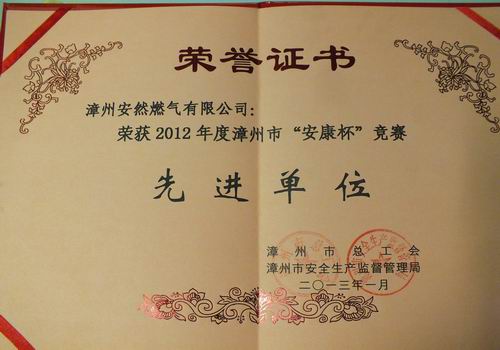 荣誉证书
漳州安然燃气有限公司：
荣获2012年度漳州市“安康杯”竞赛
先进单位
漳州市总工会
漳州市安全生产监督管理局
二〇一三年一月